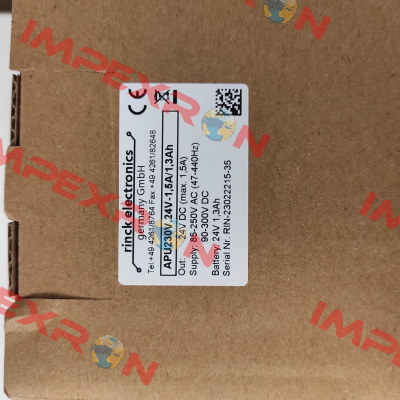 rinck electronics
germany GmbH
Tel +49 4261/8764 Fax +49 4261/82648
APU230V.24V-1,5A/1,3Ah
Out.: 24V DC (max. 1,5A)
Supply: 85-250V AC (47-440Hz)
90-300V DC
Battery: 24V 1,3Ah
Serial Nr.: RIN-23022215-35
IMPEXRON
IMPEXRON
IMPEXRON
IMPEXRON
IMPEXRON